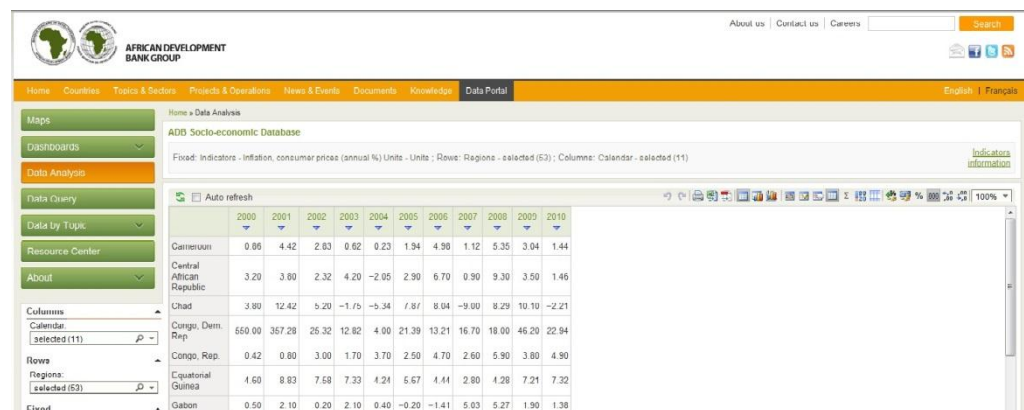 About us | Contact us | Careers Search
AFRICAN DEVELOPMENT
BANK GROUP
Home Countries Topics & Sectors Projects & Operations News & Events Documents Knowledge Data Portal English | Français
Maps
Dashboards
Data Analysis
Data Query
Data by Topic
Resource Center
About
Columns
Calendar:
selected (11)
Rows
Regions:
selected (53)
Fixed
Home » Data Analysis
ADB Socio-economic Database
Fixed: Indicators - Inflation, consumer prices (annual %) Units - Units ; Rows: Regions - selected (53) ; Columns: Calendar - selected (11)
Indicators
information
Auto refresh
Σ % 000 100%
2000 2001 2002 2003 2004 2005 2006 2007 2008 2009 2010
Cameroun 0.86 4.42 2.83 0.62 0.23 1.94 4.98 1.12 5.35 3.04 1.44
Central
African
Republic
3.20 3.80 2.32 4.20 −2.05 2.90 6.70 0.90 9.30 3.50 1.46
Chad 3.80 12.42 5.20 −1.75 −5.34 7.87 8.04 −9.00 8.29 10.10 −2.21
Congo, Dem.
Rep
550.00 357.28 25.32 12.82 4.00 21.39 13.21 16.70 18.00 46.20 22.94
Congo, Rep. 0.42 0.80 3.00 1.70 3.70 2.50 4.70 2.60 5.90 3.80 4.90
Equatorial
Guinea
4.60 8.83 7.58 7.33 4.24 5.67 4.44 2.80 4.28 7.21 7.32
Gabon 0.50 2.10 0.20 2.10 0.40 −0.20 −1.41 5.03 5.27 1.90 1.38